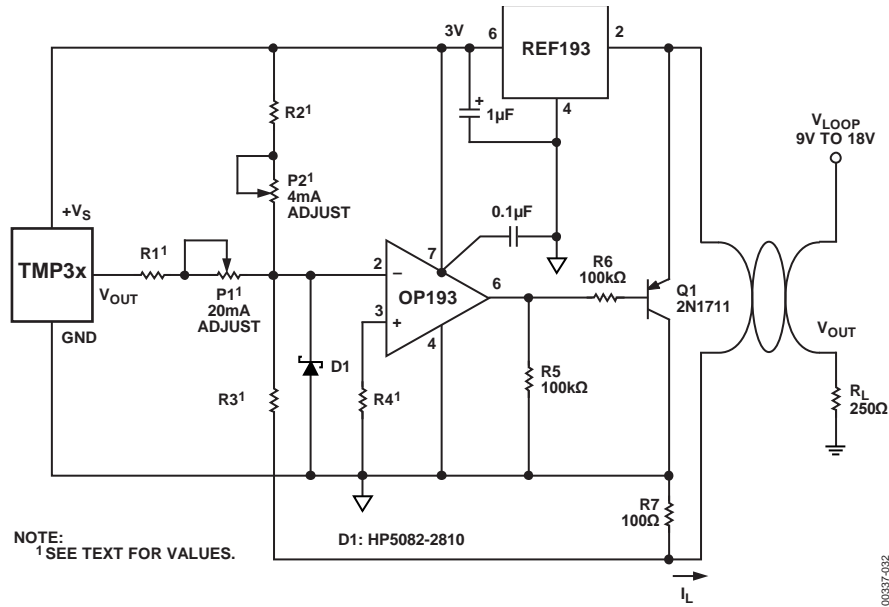 3V
6
REF193
2
4
R2¹
+
1µF
V_LOOP
9V TO 18V
P2¹
4mA
ADJUST
+V_S
0.1µF
TMP3x
R1¹
V_OUT
P1¹
20mA
ADJUST
GND
2
−
7
OP193
6
3
+
4
R6
100kΩ
Q1
2N1711
V_OUT
D1
R3¹
R4¹
R5
100kΩ
R_L
250Ω
R7
100Ω
NOTE:
¹ SEE TEXT FOR VALUES.
D1: HP5082-2810
I_L
00337-032